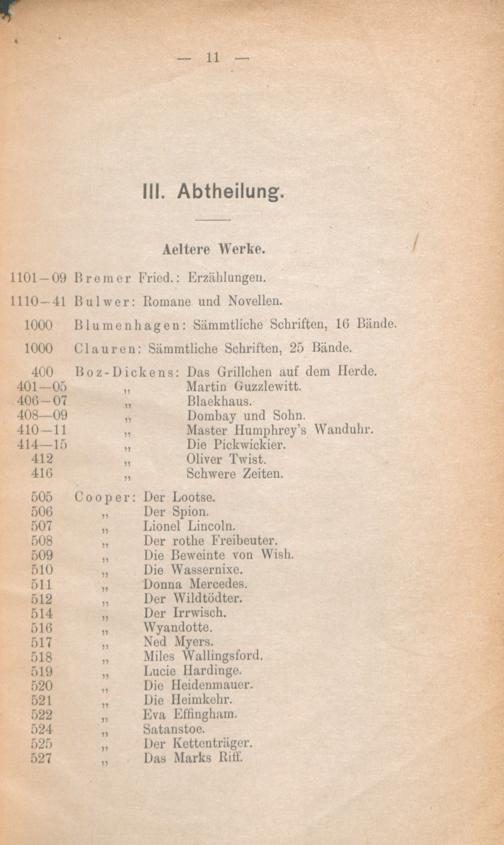 — 11 —
III. Abtheilung.
Aeltere Werke.
1101—09 Bremer Fried.: Erzählungen.
1110—41 Bulwer: Romane und Novellen.
1000 Blumenhagen: Sämmtliche Schriften, 16 Bände.
1000 Clauren: Sämmtliche Schriften, 25 Bände.
400 Boz-Dickens: Das Grillchen auf dem Herde.
401—05 „ Martin Guzzlewitt.
406—07 „ Blaekhaus.
408—09 „ Dombay und Sohn.
410—11 „ Master Humphrey's Wanduhr.
414—15 „ Die Pickwickier.
412 „ Oliver Twist.
416 „ Schwere Zeiten.
505 Cooper: Der Lootse.
506 „ Der Spion.
507 „ Lionel Lincoln.
508 „ Der rothe Freibeuter.
509 „ Die Beweinte von Wish.
510 „ Die Wassernixe.
511 „ Donna Mercedes.
512 „ Der Wildtödter.
514 „ Der Irrwisch.
516 „ Wyandotte.
517 „ Ned Myers.
518 „ Miles Wallingsford.
519 „ Lucie Hardinge.
520 „ Die Heidenmauer.
521 „ Die Heimkehr.
522 „ Eva Effingham.
524 „ Satanstoe.
525 „ Der Kettenträger.
527 „ Das Marks Riff.